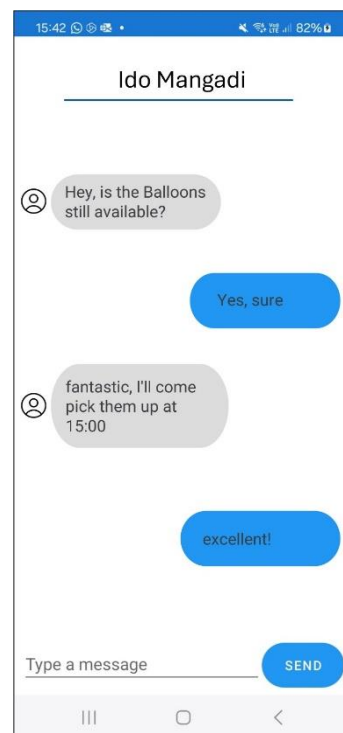 15:42
82%
Ido Mangadi
Hey, is the Balloons
still available?
Yes, sure
fantastic, I'll come
pick them up at
15:00
excellent!
Type a message
SEND